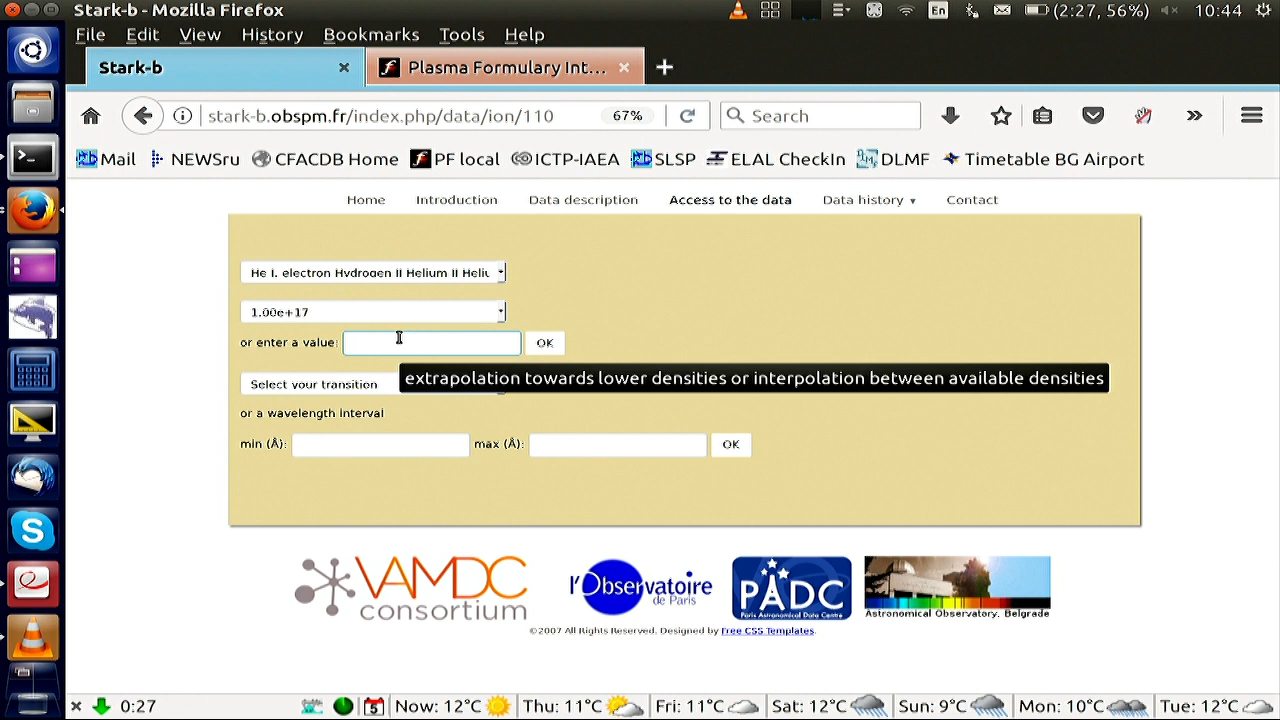 Stark-b - Mozilla Firefox
En
(2:27, 56%)
10:44
File Edit View History Bookmarks Tools Help
Stark-b
Plasma Formulary Int...
stark-b.obspm.fr/index.php/data/ion/110
67%
Search
Mail NEWSru CFACDB Home PF local ICTP-IAEA SLSP ELAL CheckIn DLMF Timetable BG Airport
Home Introduction Data description Access to the data Data history Contact
He I, electron Hydrogen II Helium II Heliu
1.00e+17
or enter a value:
OK
extrapolation towards lower densities or interpolation between available densities
Select your transition
or a wavelength interval
min (Å): max (Å): OK
VAMDC consortium
l'Observatoire de Paris
PADC
Paris Astronomical Data Centre
Astronomical Observatory, Belgrade
©2007 All Rights Reserved. Designed by Free CSS Templates.
0:27
5
Now: 12°C Thu: 11°C Fri: 11°C Sat: 12°C Sun: 9°C Mon: 10°C Tue: 12°C